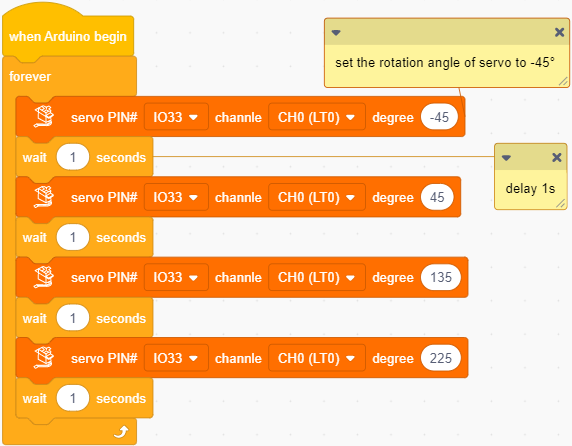 when Arduino begin
set the rotation angle of servo to -45°
forever
servo PIN# IO33 channle CH0 (LT0) degree -45
wait 1 seconds
delay 1s
servo PIN# IO33 channle CH0 (LT0) degree 45
wait 1 seconds
servo PIN# IO33 channle CH0 (LT0) degree 135
wait 1 seconds
servo PIN# IO33 channle CH0 (LT0) degree 225
wait 1 seconds